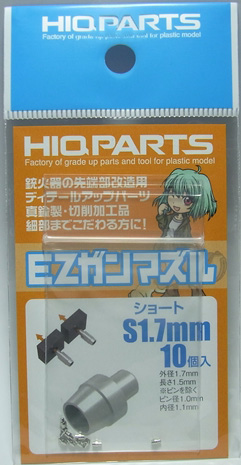 HIQPARTS
Factory of grade up parts and tool for plastic model
HIQPARTS
Factory of grade up parts and tool for plastic model
銃火器の先端部改造用
ディテールアップパーツ
真鍮製・切削加工品
細部までこだわる方に!
EZガンマズル
ショート
S1.7mm
10個入
外径1.7mm
長さ1.5mm
※ピンを除く
ピン径1.0mm
内径1.1mm